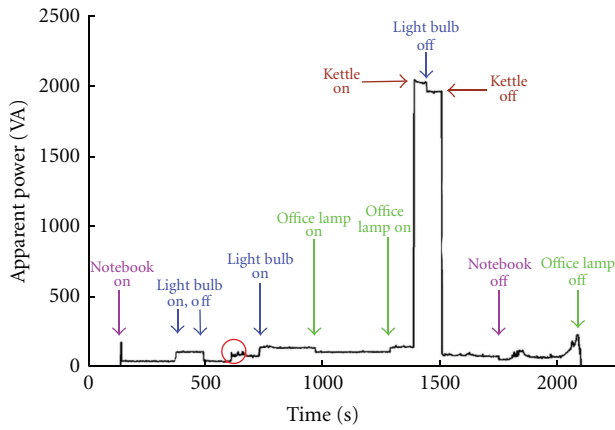 2500
2000
1500
1000
500
0
Apparent power (VA)
Light bulb
off
Kettle
on
Kettle
off
Office lamp
on
Office
lamp on
Light bulb
on
Notebook
on
Light bulb
on, off
Notebook
off
Office lamp
off
0
500
1000
1500
2000
Time (s)